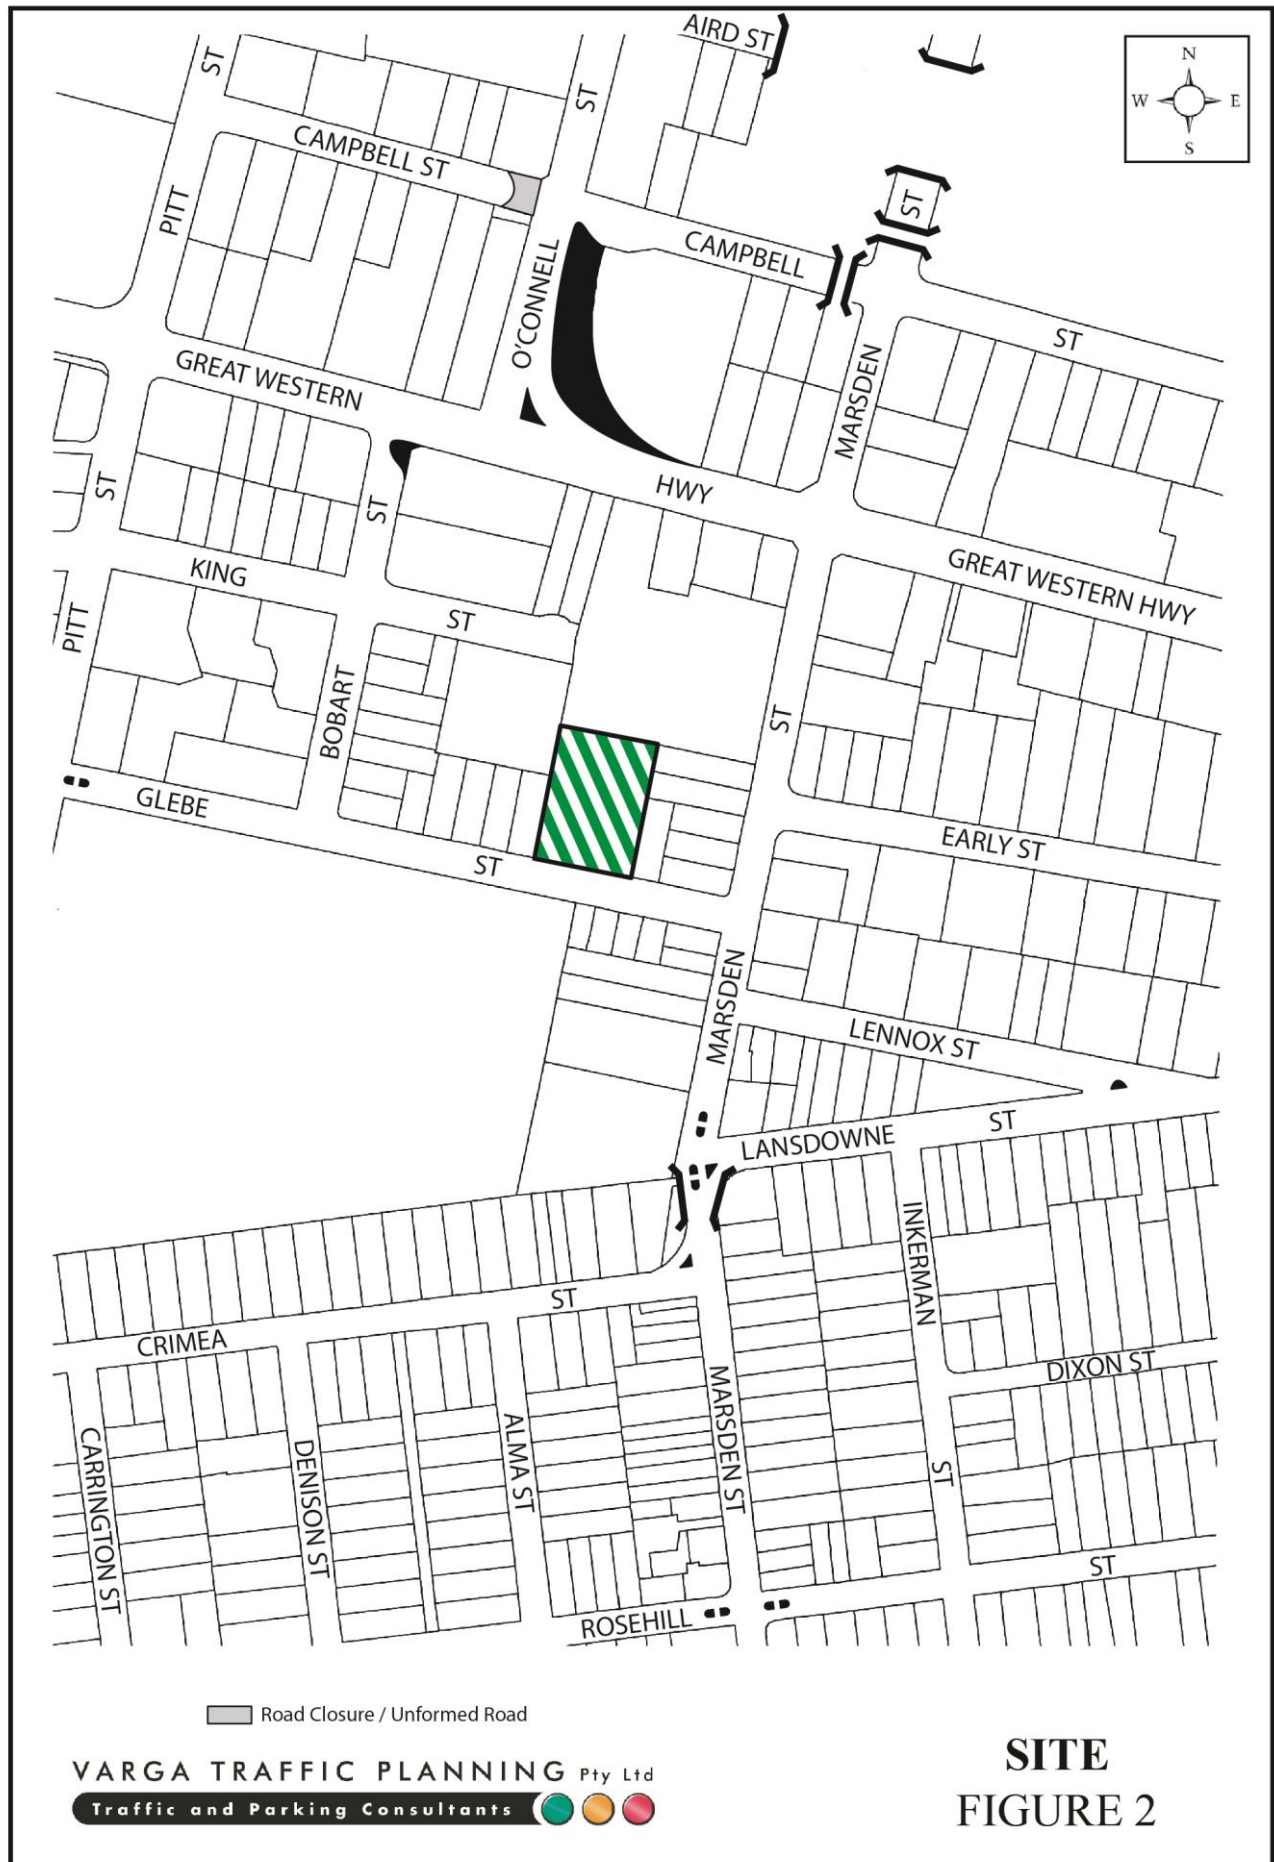 AIRD ST
ST
ST
N
W E
S
CAMPBELL ST
PITT
ST
CAMPBELL
O'CONNELL
ST
MARSDEN
GREAT WESTERN
HWY
ST
ST
GREAT WESTERN HWY
KING
ST
PITT
BOBART
ST
GLEBE
ST
EARLY ST
MARSDEN
LENNOX ST
LANSDOWNE
ST
INKERMAN
ST
CRIMEA
DIXON ST
MARSDEN ST
ALMA ST
CARRINGTON ST
DENISON ST
ST
ST
ROSEHILL
Road Closure / Unformed Road
VARGA TRAFFIC PLANNING Pty Ltd
Traffic and Parking Consultants
SITE
FIGURE 2